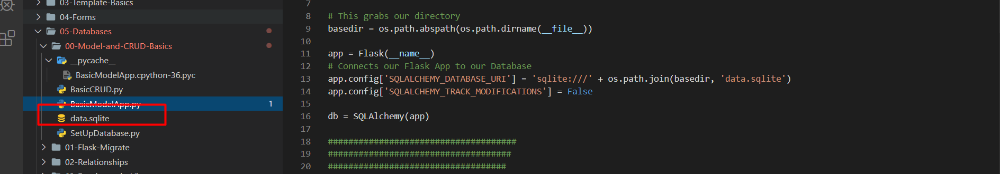 03-Template-Basics
04-Forms
05-Databases
00-Model-and-CRUD-Basics
__pycache__
BasicModelApp.cpython-36.pyc
BasicCRUD.py
BasicModelApp.py 1
data.sqlite
SetUpDatabase.py
01-Flask-Migrate
02-Relationships
7
8 # This grabs our directory
9 basedir = os.path.abspath(os.path.dirname(__file__))
10
11 app = Flask(__name__)
12 # Connects our Flask App to our Database
13 app.config['SQLALCHEMY_DATABASE_URI'] = 'sqlite:///' + os.path.join(basedir, 'data.sqlite')
14 app.config['SQLALCHEMY_TRACK_MODIFICATIONS'] = False
15
16 db = SQLAlchemy(app)
17
18 #####################################
19 ####################################
20 ###################################